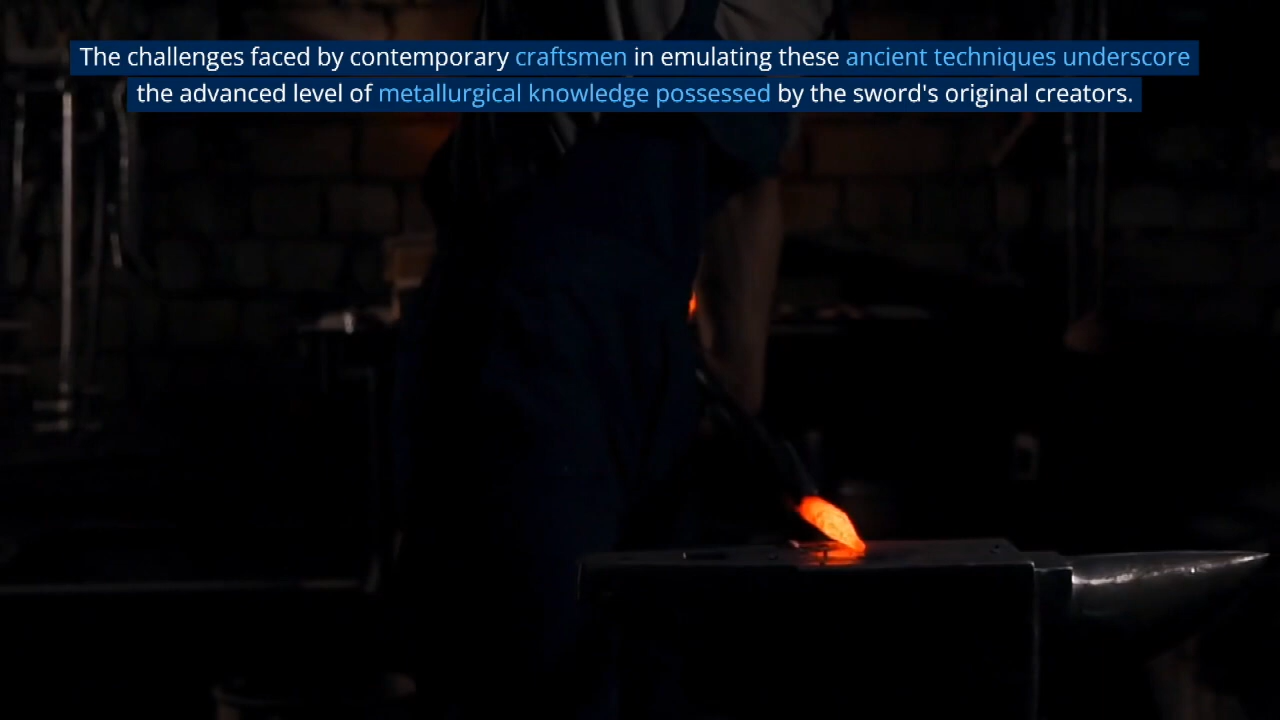 The challenges faced by contemporary craftsmen in emulating these ancient techniques underscore
the advanced level of metallurgical knowledge possessed by the sword's original creators.